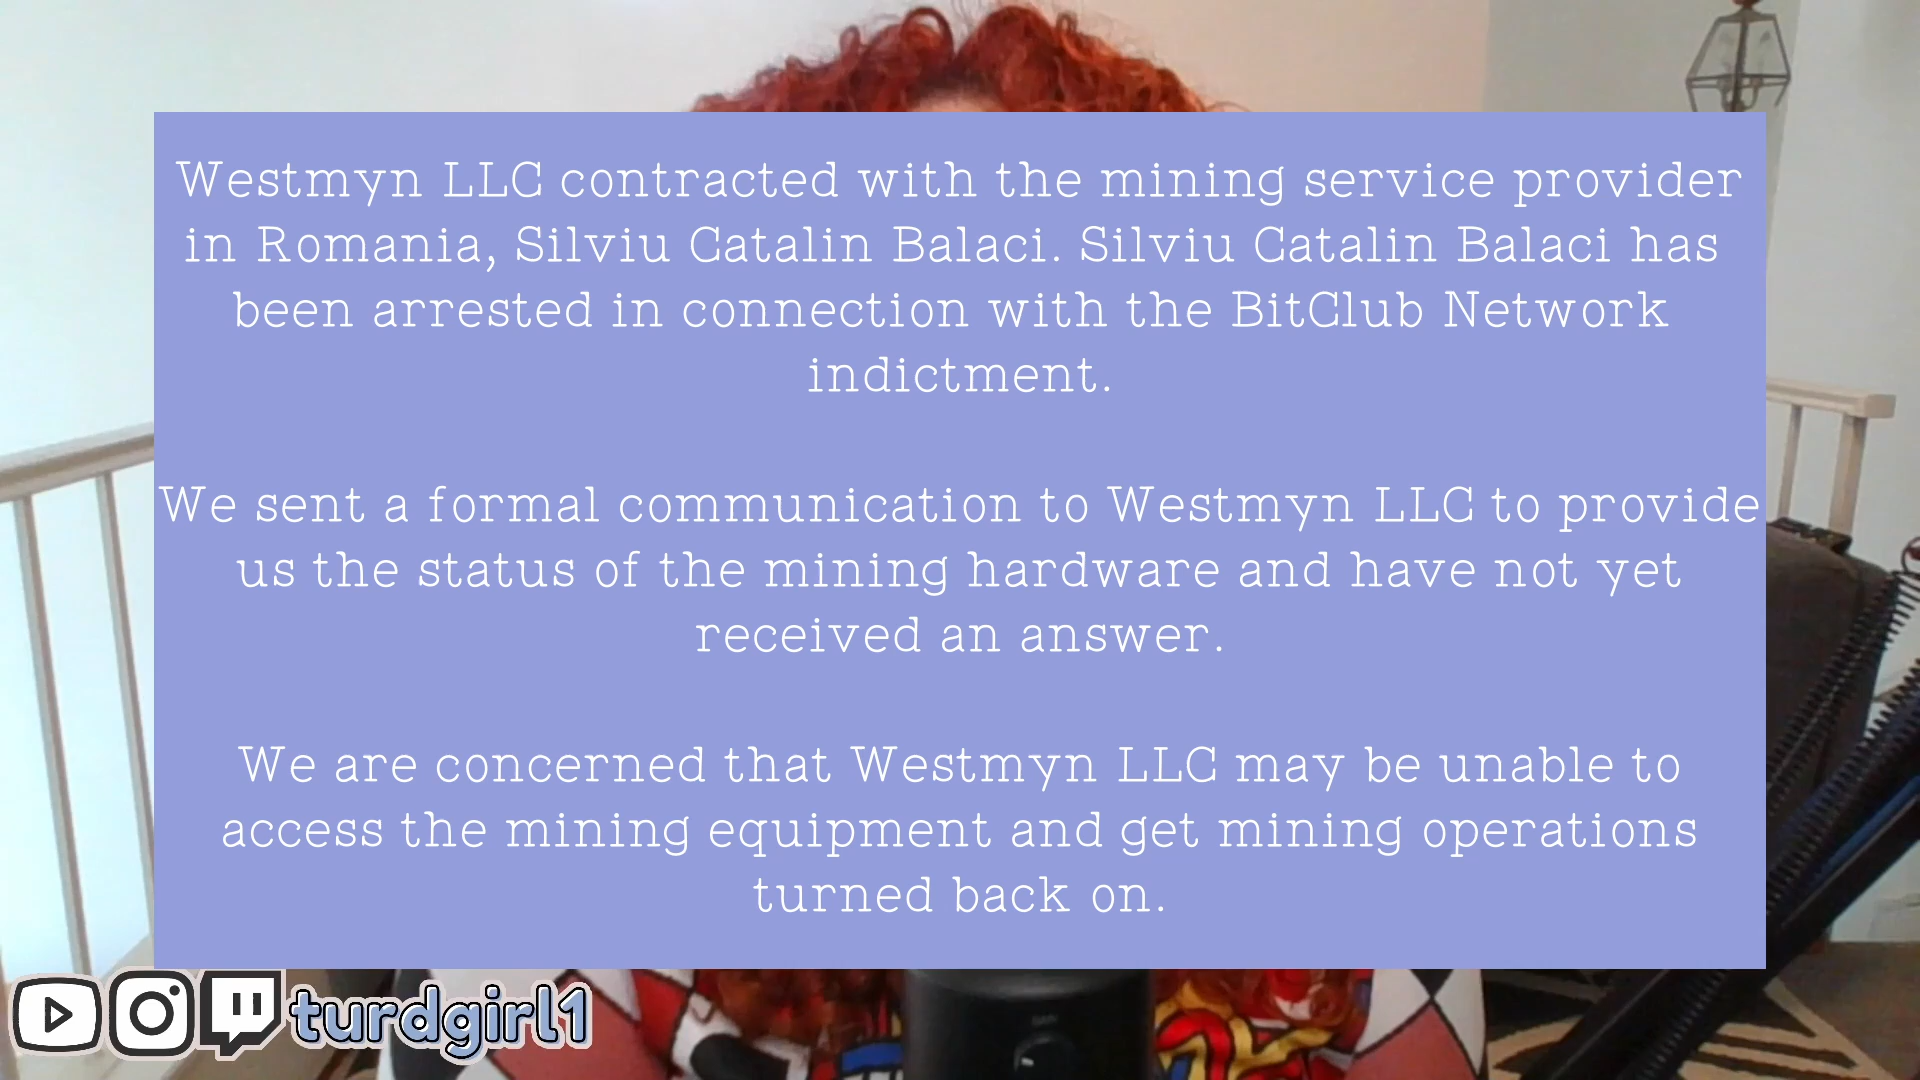 Westmyn LLC contracted with the mining service provider
in Romania, Silviu Catalin Balaci. Silviu Catalin Balaci has
been arrested in connection with the BitClub Network
indictment.
We sent a formal communication to Westmyn LLC to provide
us the status of the mining hardware and have not yet
received an answer.
We are concerned that Westmyn LLC may be unable to
access the mining equipment and get mining operations
turned back on.
turdgirl1